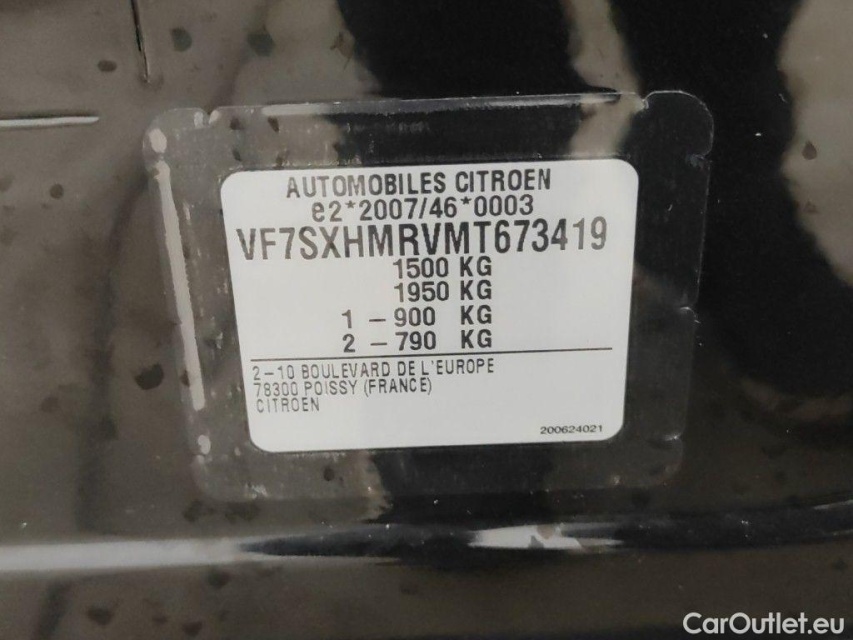 AUTOMOBILES CITROEN
e2*2007/46*0003
VF7SXHMRVMT673419
1500 KG
1950 KG
1 - 900 KG
2 - 790 KG
2-10 BOULEVARD DE L'EUROPE
78300 POISSY (FRANCE)
CITROEN
200624021
CarOutlet.eu